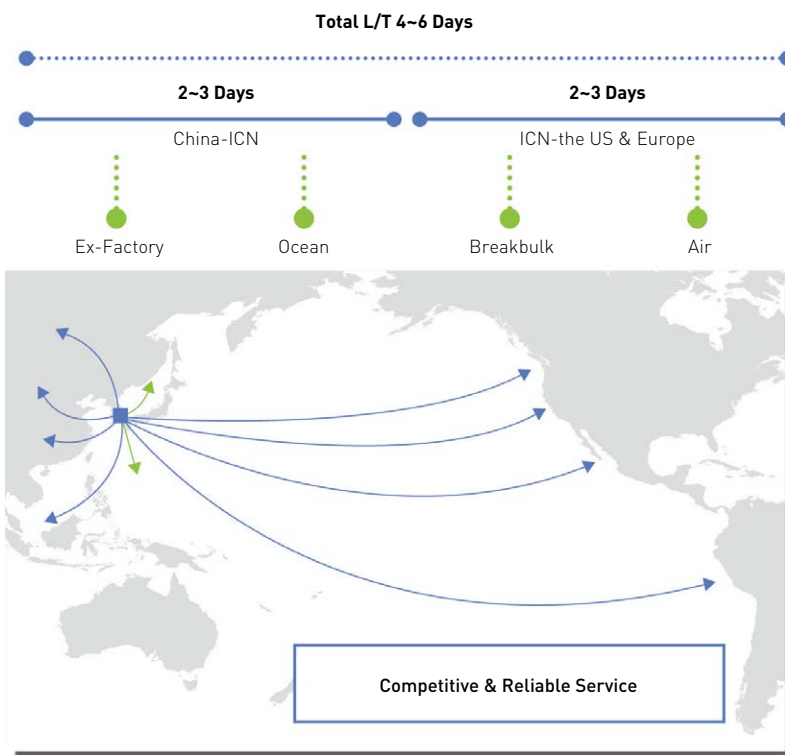 Total L/T 4~6 Days
2~3 Days
2~3 Days
China-ICN
ICN-the US & Europe
Ex-Factory
Ocean
Breakbulk
Air
Competitive & Reliable Service